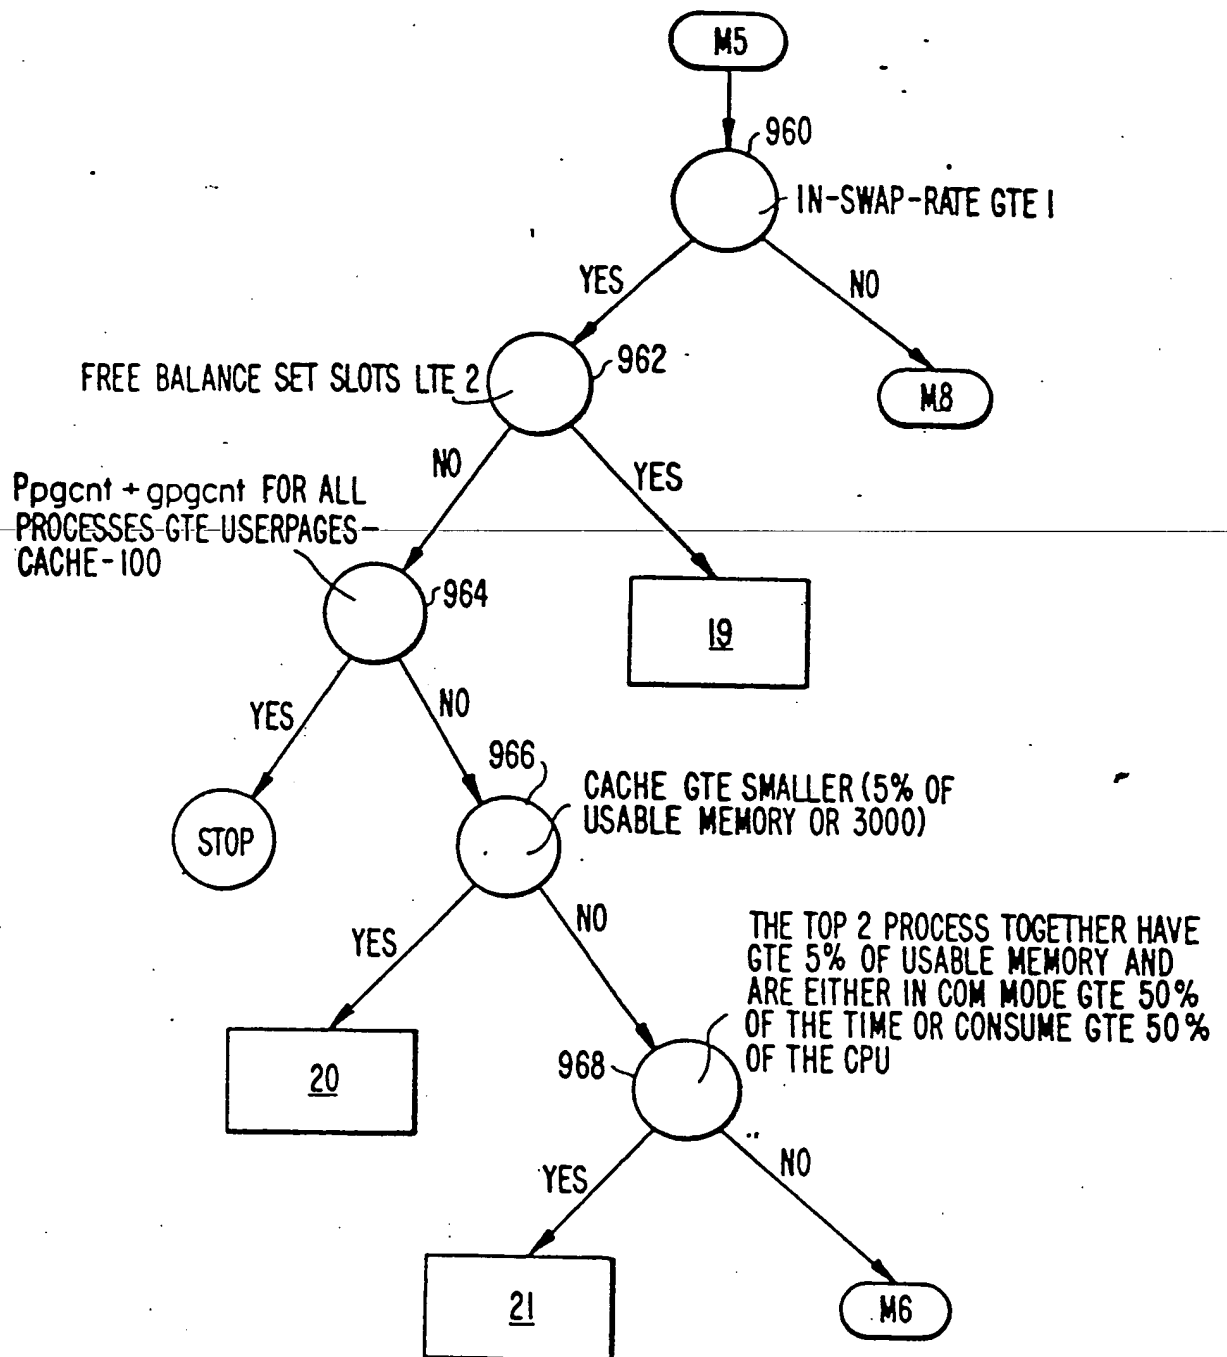 M5
960
IN-SWAP-RATE GTE 1
YES
NO
962
FREE BALANCE SET SLOTS LTE 2
M8
NO
YES
Ppgcnt + gpgcnt FOR ALL
PROCESSES GTE USERPAGES-
CACHE-100
964
19
YES
NO
966
CACHE GTE SMALLER (5% OF
USABLE MEMORY OR 3000)
STOP
YES
NO
THE TOP 2 PROCESS TOGETHER HAVE
GTE 5% OF USABLE MEMORY AND
ARE EITHER IN COM MODE GTE 50%
OF THE TIME OR CONSUME GTE 50%
OF THE CPU
968
20
YES
NO
21
M6